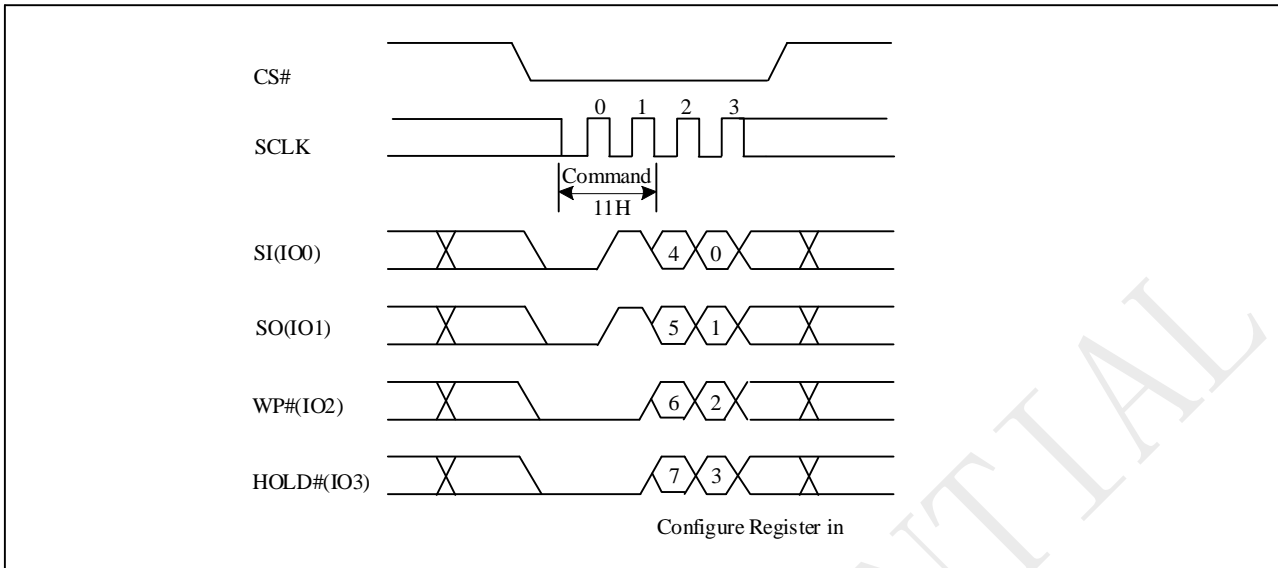 CS#
0 1 2 3
SCLK
Command
11H
SI(IO0)
4 0
SO(IO1)
5 1
WP#(IO2)
6 2
HOLD#(IO3)
7 3
Configure Register in
NTIAL